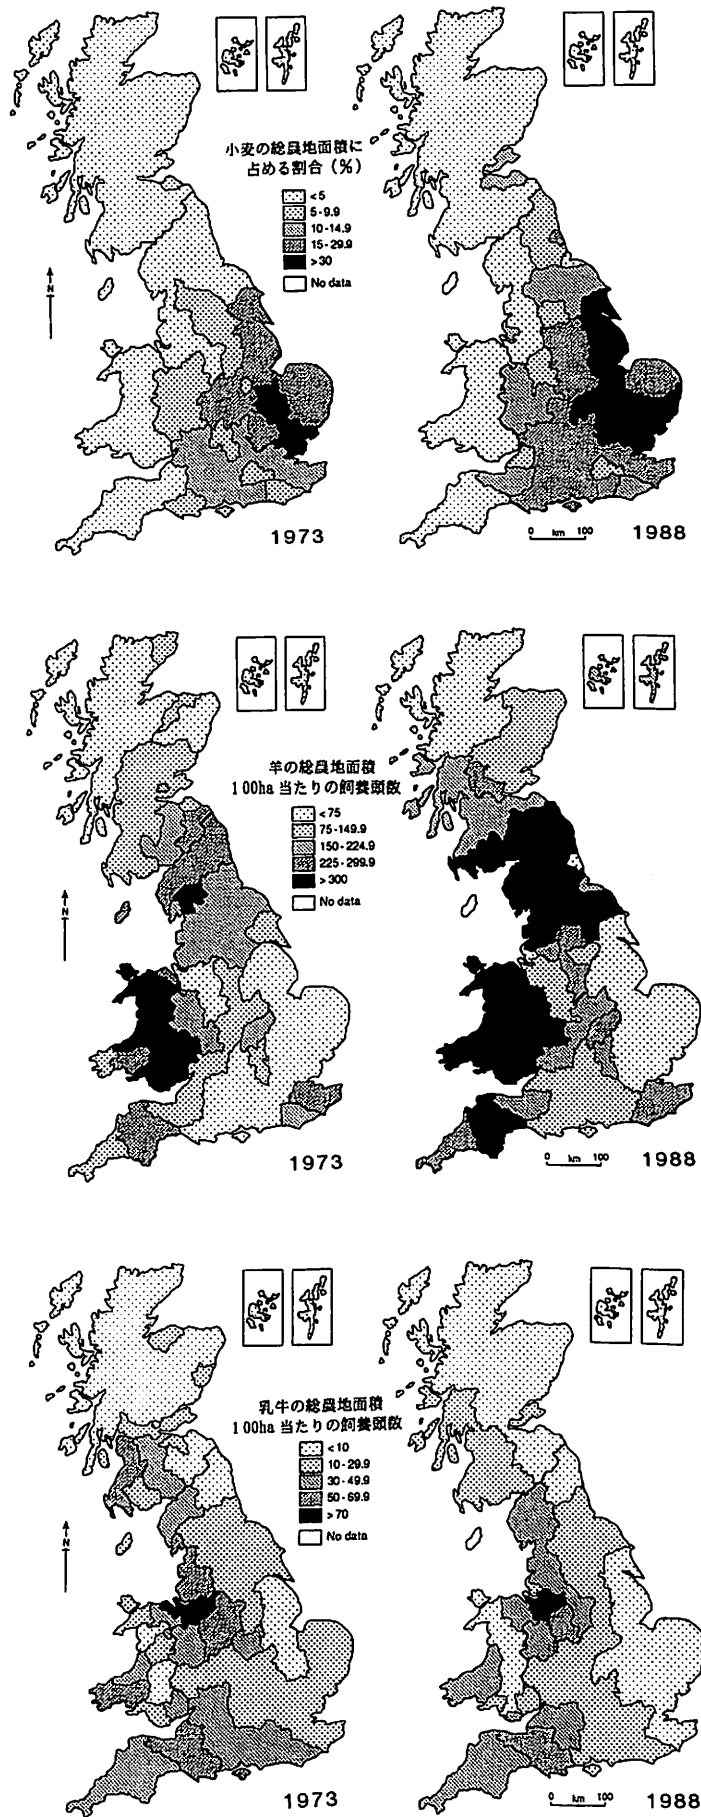 小麦の総農地面積に
占める割合（%）
<5
5-9.9
10-14.9
15-29.9
>30
No data
N
1973
0 km 100
1988
羊の総農地面積
100ha 当たりの飼養頭数
<75
75-149.9
150-224.9
225-299.9
>300
No data
N
1973
0 km 100
1988
乳牛の総農地面積
100ha 当たりの飼養頭数
<10
10-29.9
30-49.9
50-69.9
>70
No data
N
1973
0 km 100
1988